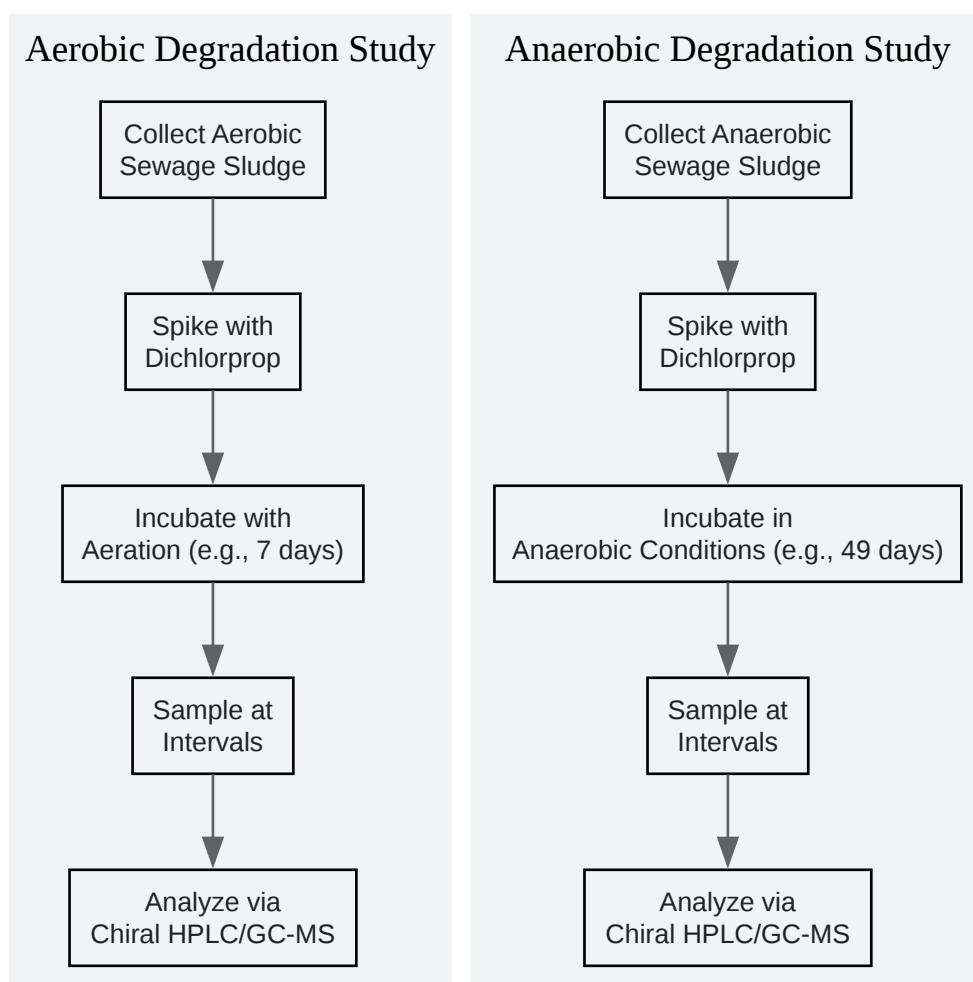 Aerobic Degradation Study
Collect Aerobic
Sewage Sludge
Spike with
Dichlorprop
Incubate with
Aeration (e.g., 7 days)
Sample at
Intervals
Analyze via
Chiral HPLC/GC-MS
Anaerobic Degradation Study
Collect Anaerobic
Sewage Sludge
Spike with
Dichlorprop
Incubate in
Anaerobic Conditions (e.g., 49 days)
Sample at
Intervals
Analyze via
Chiral HPLC/GC-MS